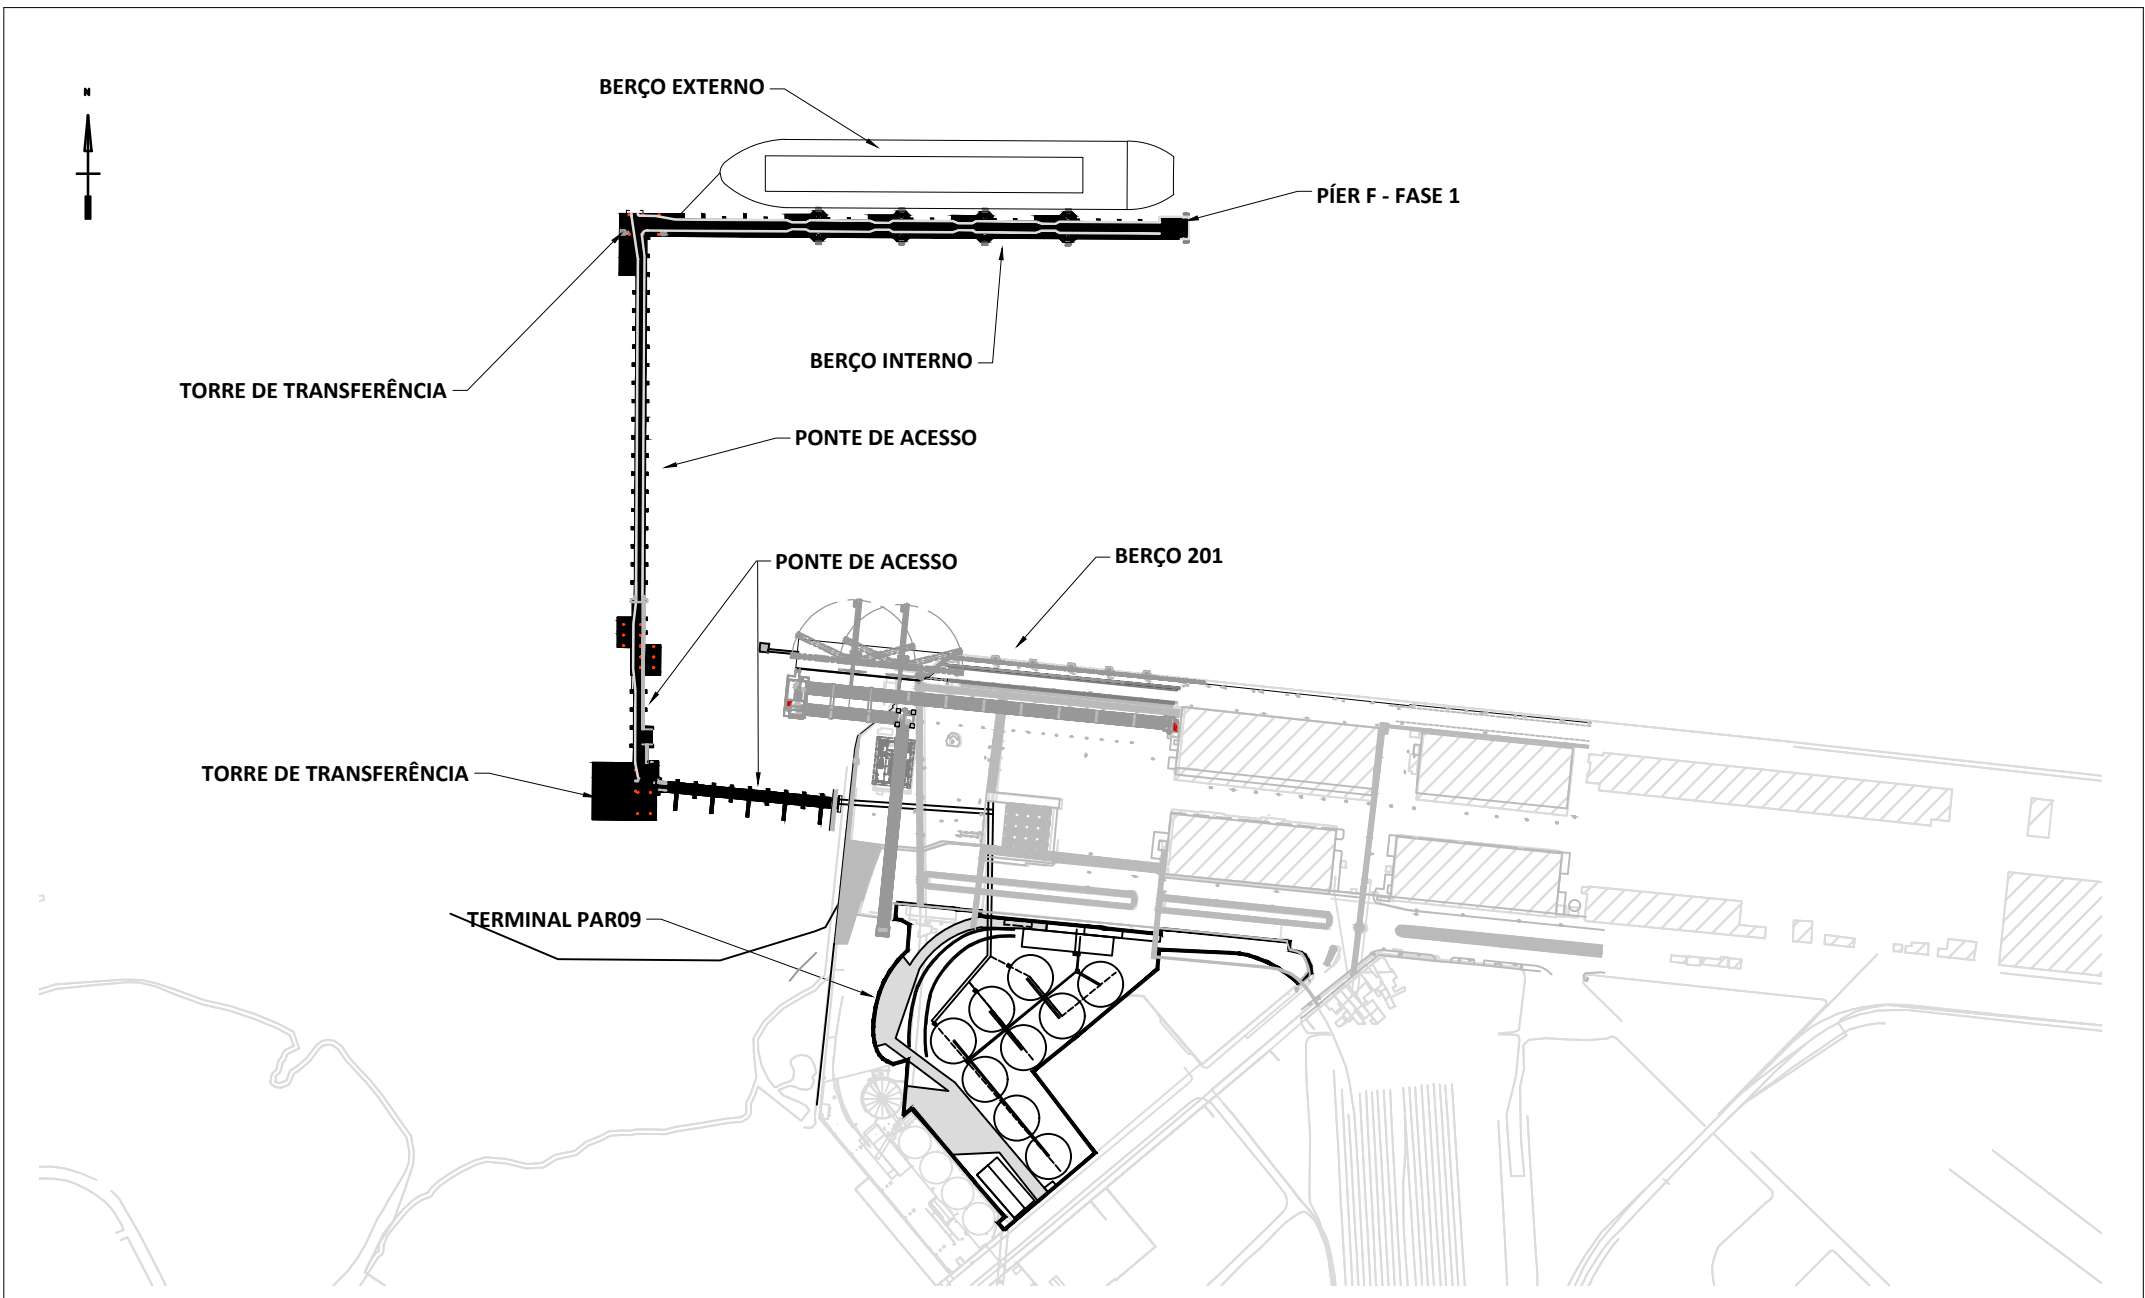 N
BERÇO EXTERNO
PÍER F - FASE 1
BERÇO INTERNO
TORRE DE TRANSFERÊNCIA
PONTE DE ACESSO
PONTE DE ACESSO
BERÇO 201
TORRE DE TRANSFERÊNCIA
TERMINAL PAR09